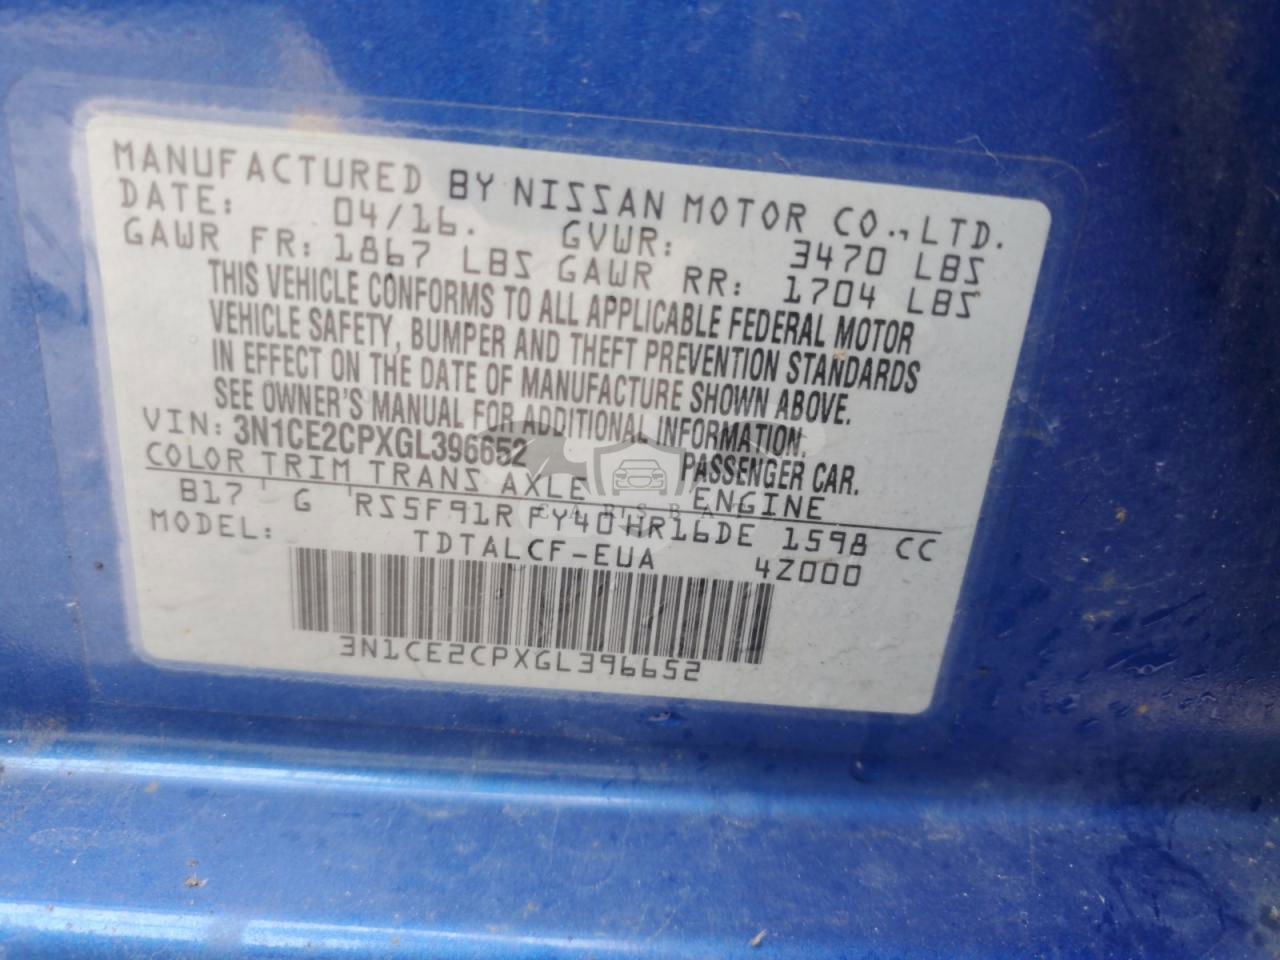 MANUFACTURED BY NISSAN MOTOR CO., LTD.
DATE: 04/16. GVWR: 3470 LBS
GAWR FR: 1867 LBS GAWR RR: 1704 LBS
THIS VEHICLE CONFORMS TO ALL APPLICABLE FEDERAL MOTOR
VEHICLE SAFETY, BUMPER AND THEFT PREVENTION STANDARDS
IN EFFECT ON THE DATE OF MANUFACTURE SHOWN ABOVE.
SEE OWNER'S MANUAL FOR ADDITIONAL INFORMATION.
VIN: 3N1CE2CPXGL396652 PASSENGER CAR.
COLOR TRIM TRANS AXLE ENGINE
B17 G RS5F91R FY40 HR16DE 1598 CC
MODEL: TDTALCF-EUA 4Z000
3N1CE2CPXGL396652